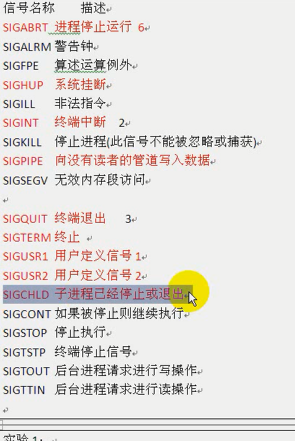 信号名称 描述
SIGABRT 进程停止运行 6
SIGALRM 警告钟
SIGFPE 算述运算例外
SIGHUP 系统挂断
SIGILL 非法指令
SIGINT 终端中断 2
SIGKILL 停止进程(此信号不能被忽略或捕获)
SIGPIPE 向没有读者的管道写入数据
SIGSEGV 无效内存段访问
SIGQUIT 终端退出 3
SIGTERM 终止
SIGUSR1 用户定义信号 1
SIGUSR2 用户定义信号 2
SIGCHLD 子进程已经停止或退出
SIGCONT 如果被停止则继续执行
SIGSTOP 停止执行
SIGTSTP 终端停止信号
SIGTOUT 后台进程请求进行写操作
SIGTTIN 后台进程请求进行读操作
实验 1：